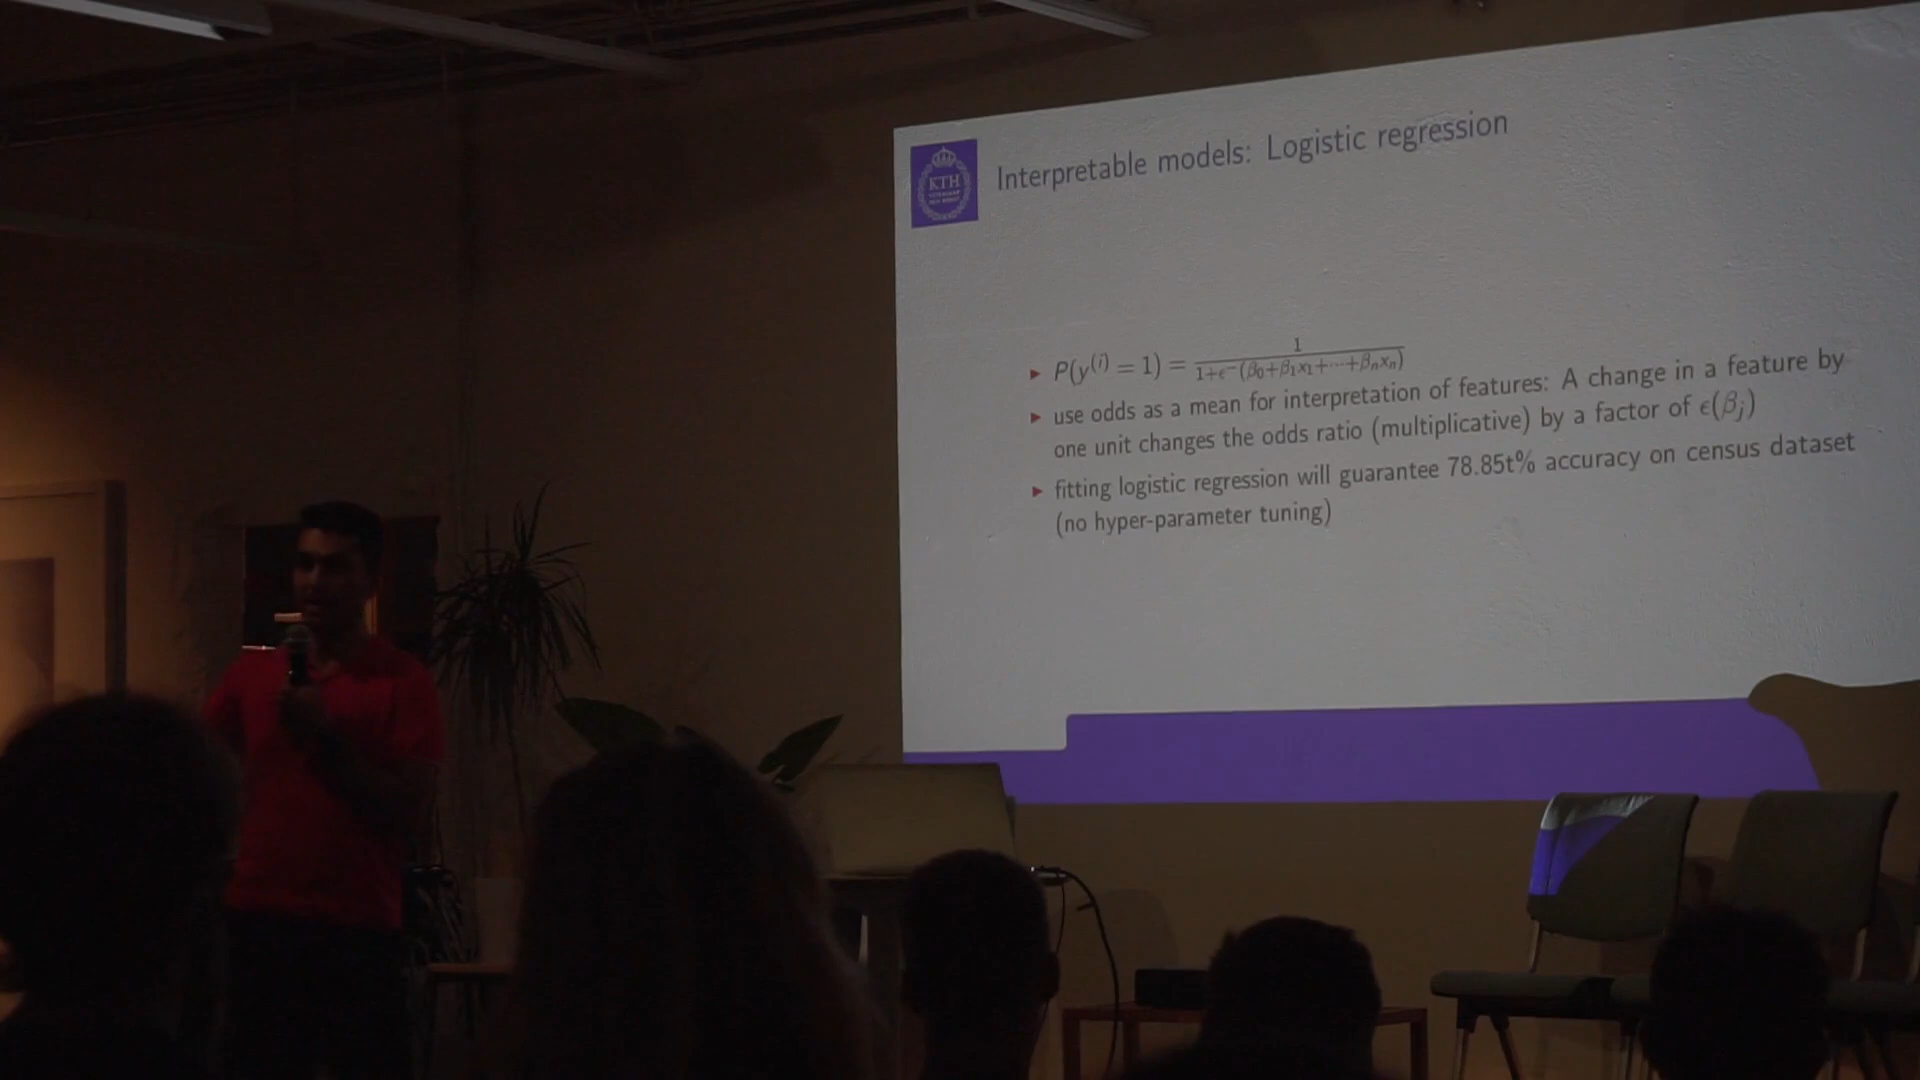 KTH
Interpretable models: Logistic regression
▸ P(y⁽ⁱ⁾ = 1) = 1 / 1+ϵ−(β₀+β₁x₁+⋯+βₙxₙ)
▸ use odds as a mean for interpretation of features: A change in a feature by
one unit changes the odds ratio (multiplicative) by a factor of ϵ(βⱼ)
▸ fitting logistic regression will guarantee 78.85t% accuracy on census dataset
(no hyper-parameter tuning)